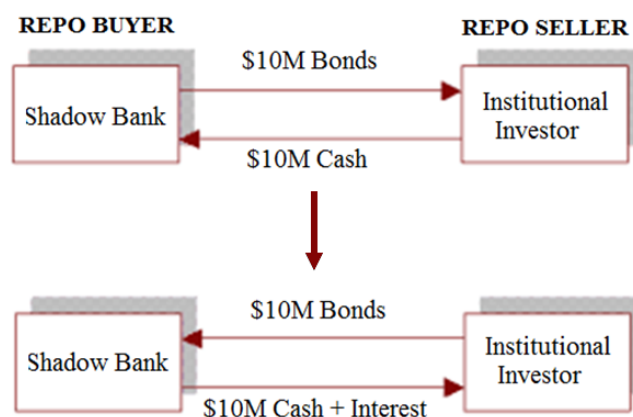 REPO BUYER
REPO SELLER
$10M Bonds
Shadow Bank
Institutional
Investor
$10M Cash
$10M Bonds
Shadow Bank
Institutional
Investor
$10M Cash + Interest